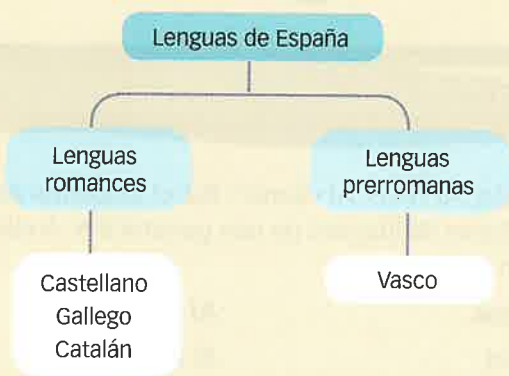 Lenguas de España
Lenguas
romances
Lenguas
prerromanas
Castellano
Gallego
Catalán
Vasco